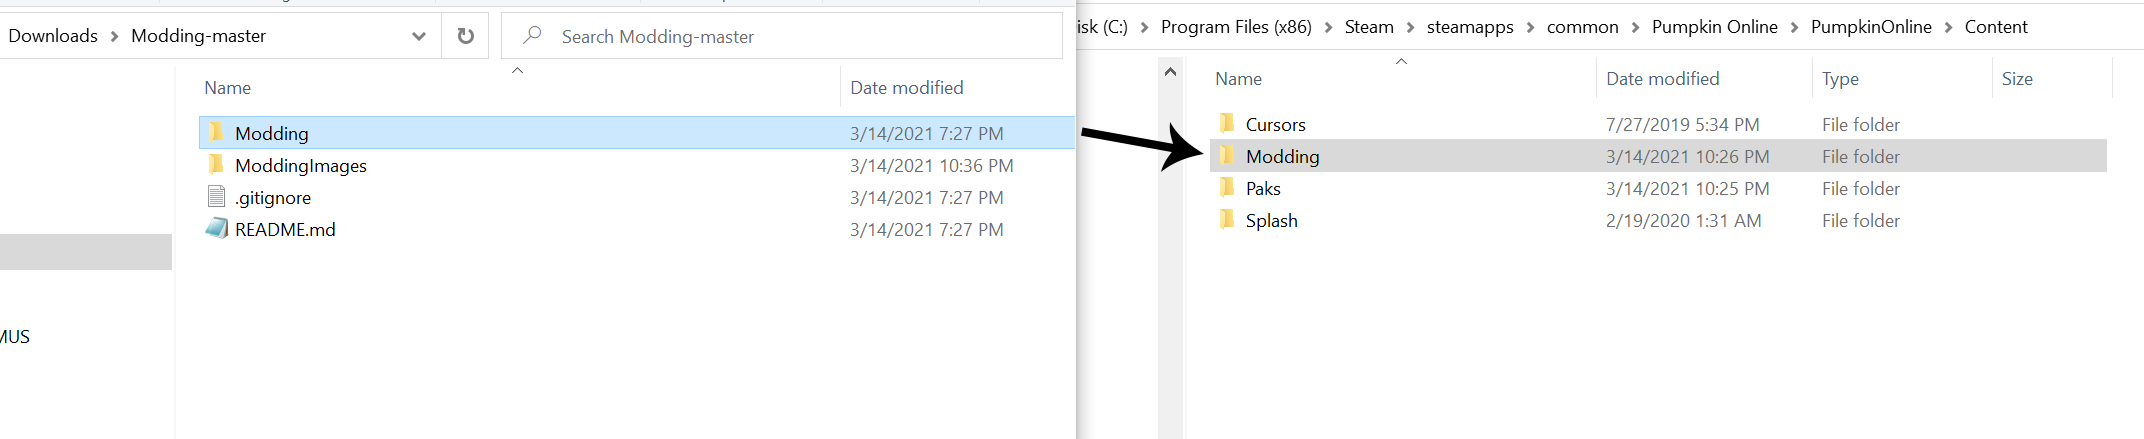 Downloads > Modding-master
Search Modding-master
Name Date modified
Modding 3/14/2021 7:27 PM
ModdingImages 3/14/2021 10:36 PM
.gitignore 3/14/2021 7:27 PM
README.md 3/14/2021 7:27 PM
MUS
isk (C:) > Program Files (x86) > Steam > steamapps > common > Pumpkin Online > PumpkinOnline > Content
Name Date modified Type Size
Cursors 7/27/2019 5:34 PM File folder
Modding 3/14/2021 10:26 PM File folder
Paks 3/14/2021 10:25 PM File folder
Splash 2/19/2020 1:31 AM File folder